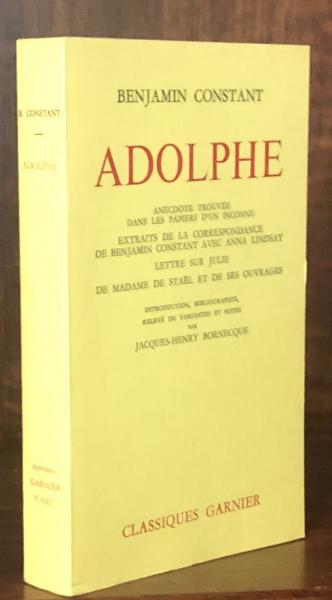 BENJAMIN CONSTANT
ADOLPHE
ANECDOTE TROUVÉE
DANS LES PAPIERS D'UN INCONNU
EXTRAITS DE LA CORRESPONDANCE
DE BENJAMIN CONSTANT AVEC ANNA LINDSAY
LETTRE SUR JULIE
DE MADAME DE STAËL ET DE SES OUVRAGES
INTRODUCTION, BIBLIOGRAPHIE,
RELEVÉ DE VARIANTES ET NOTES
PAR
JACQUES-HENRY BORNECQUE
CLASSIQUES GARNIER
B. CONSTANT
ADOLPHE
GARNIER